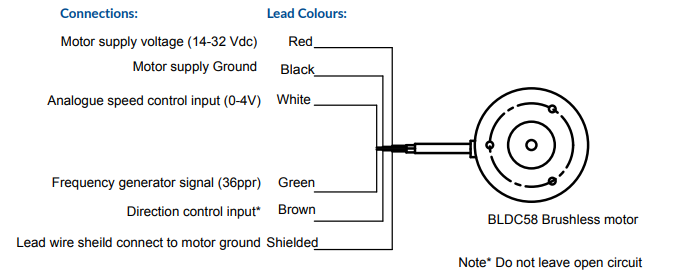 Connections: Lead Colours:
Motor supply voltage (14-32 Vdc) Red
Motor supply Ground Black
Analogue speed control input (0-4V) White
Frequency generator signal (36ppr) Green
Direction control input* Brown
Lead wire sheild connect to motor ground Shielded
BLDC58 Brushless motor
Note* Do not leave open circuit